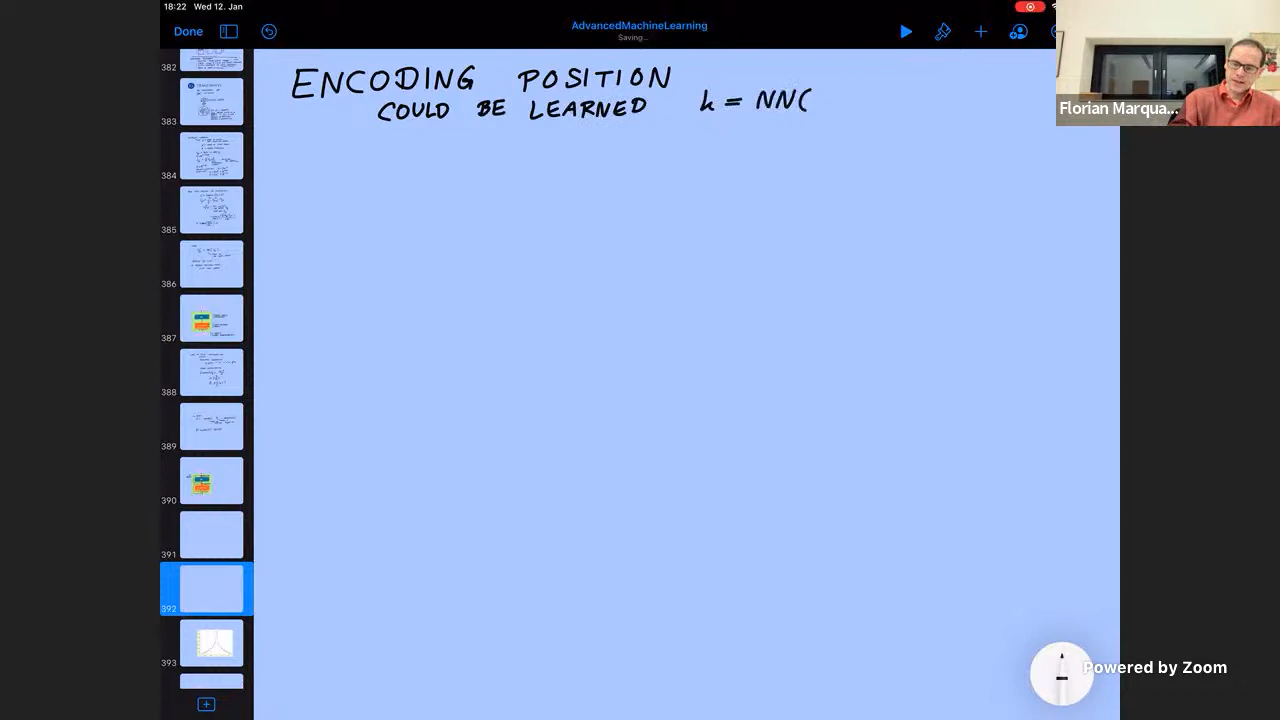 18:22 Wed 12. Jan
Done
AdvancedMachineLearning
Saving...
ENCODING POSITION
COULD BE LEARNED k = NN(
Florian Marqua...
382
383
384
385
386
387
388
389
390
391
392
393
Powered by Zoom